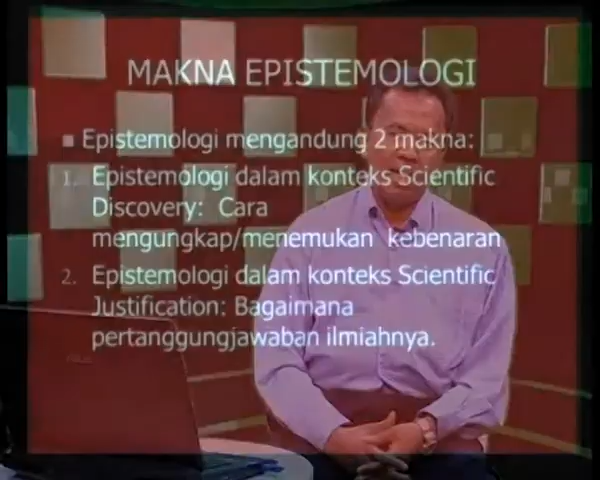 MAKNA EPISTEMOLOGI
Epistemologi mengandung 2 makna:
1. Epistemologi dalam konteks Scientific
Discovery: Cara
mengungkap/menemukan kebenaran
2. Epistemologi dalam konteks Scientific
Justification: Bagaimana
pertanggungjawaban ilmiahnya.